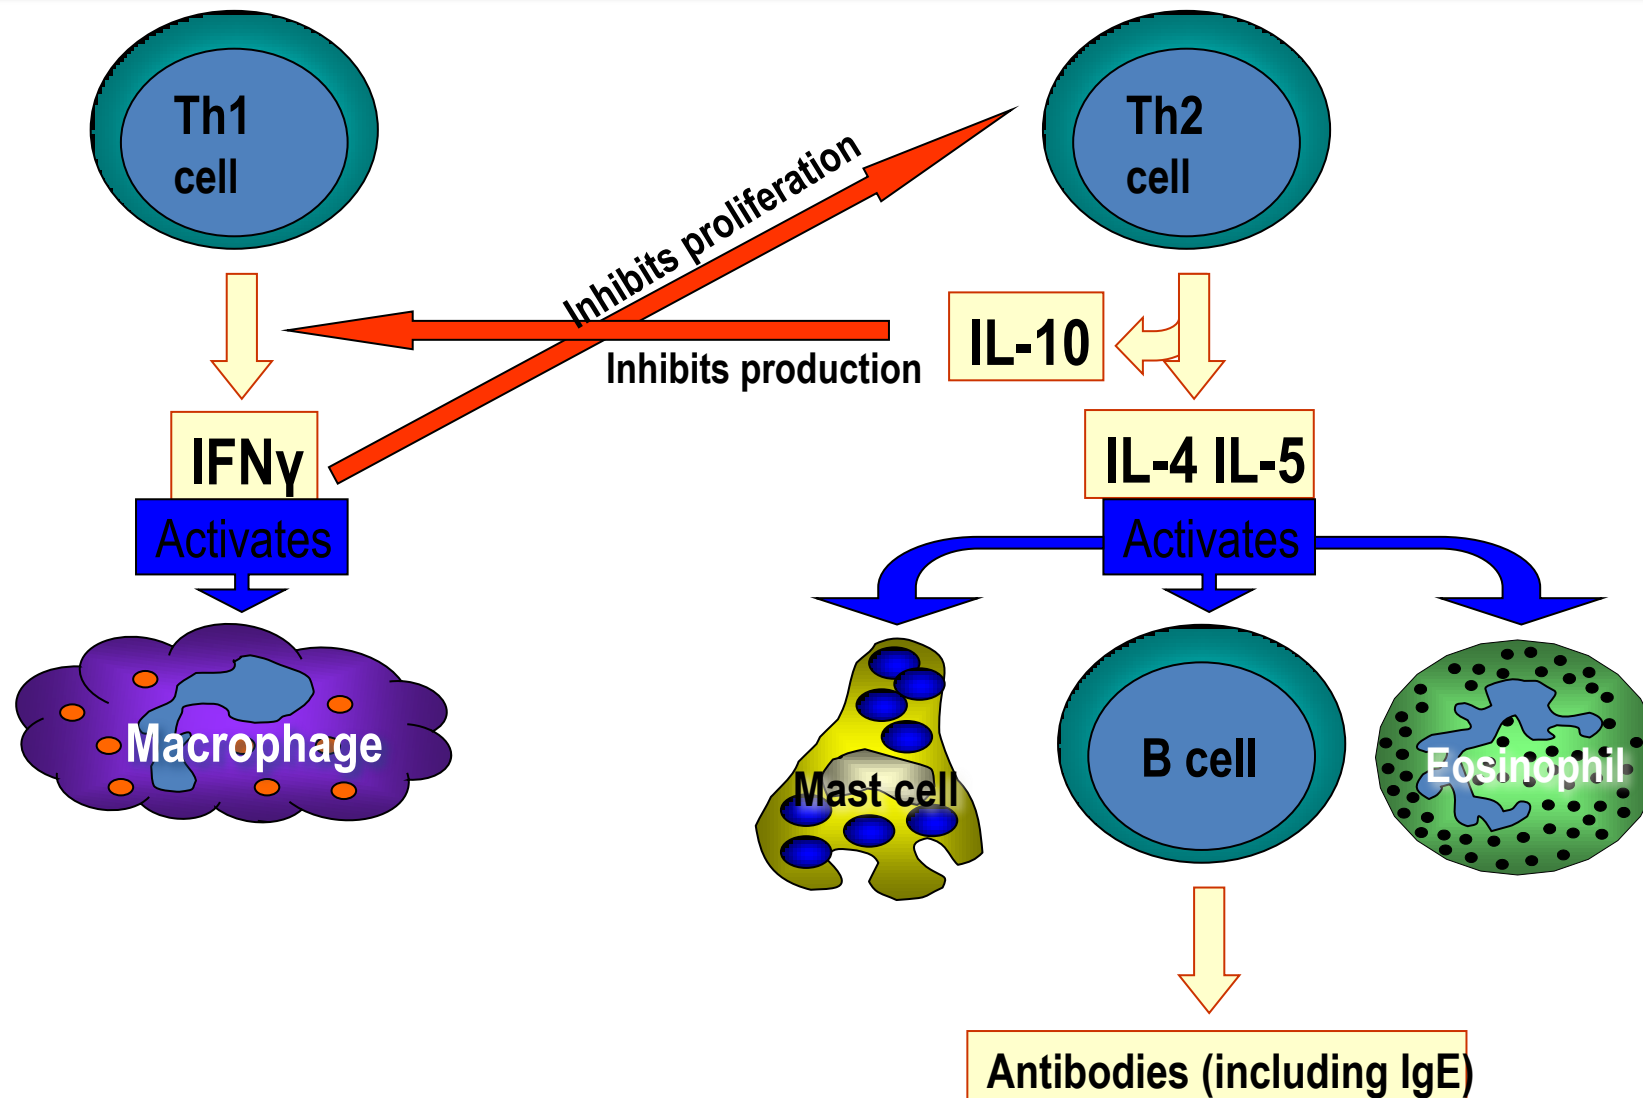 Th1
cell
Th2
cell
Inhibits proliferation
IL-10
Inhibits production
IFNγ
IL-4 IL-5
Activates
Activates
Macrophage
Mast cell
B cell
Eosinophil
Antibodies (including IgE)